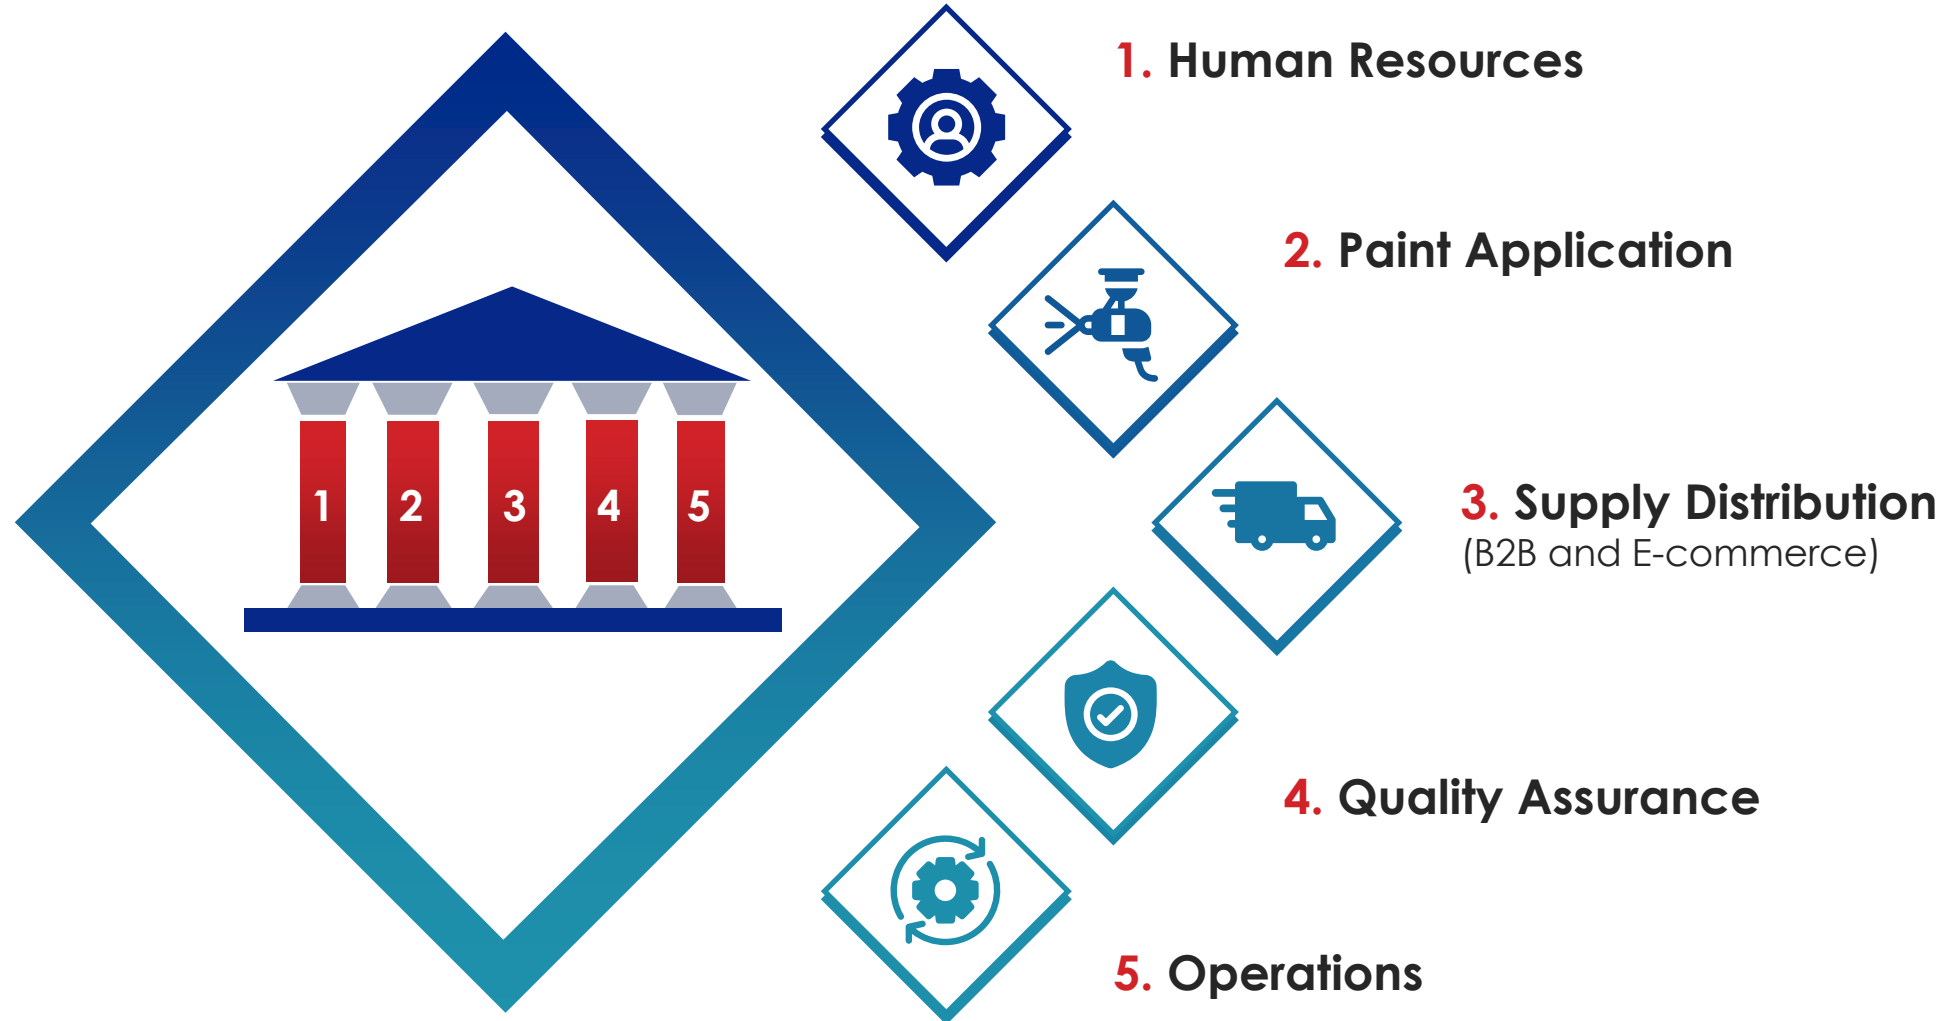 1 2 3 4 5
1. Human Resources
2. Paint Application
3. Supply Distribution
(B2B and E-commerce)
4. Quality Assurance
5. Operations